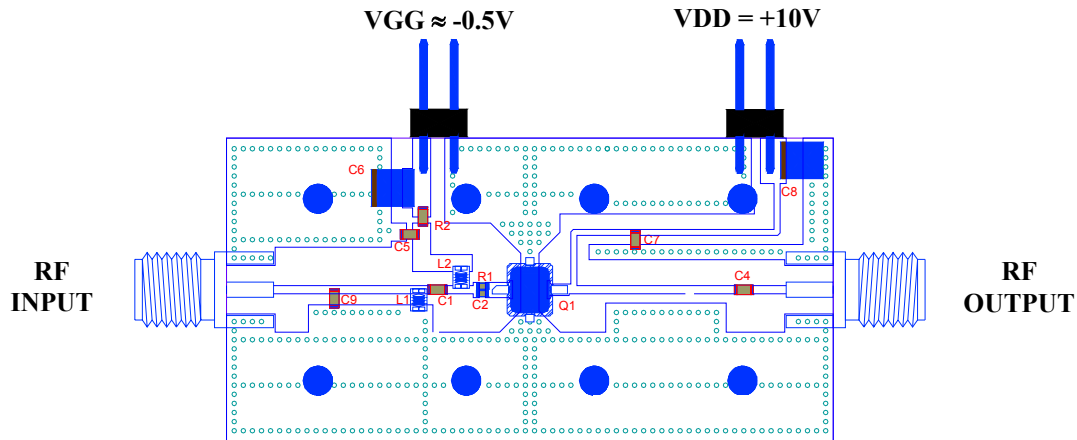 VGG ≈ -0.5V
VDD = +10V
C6
C8
R2
C5
C7
L2
RF
INPUT
R1
C4
RF
OUTPUT
C9
L1
C1
C2
Q1